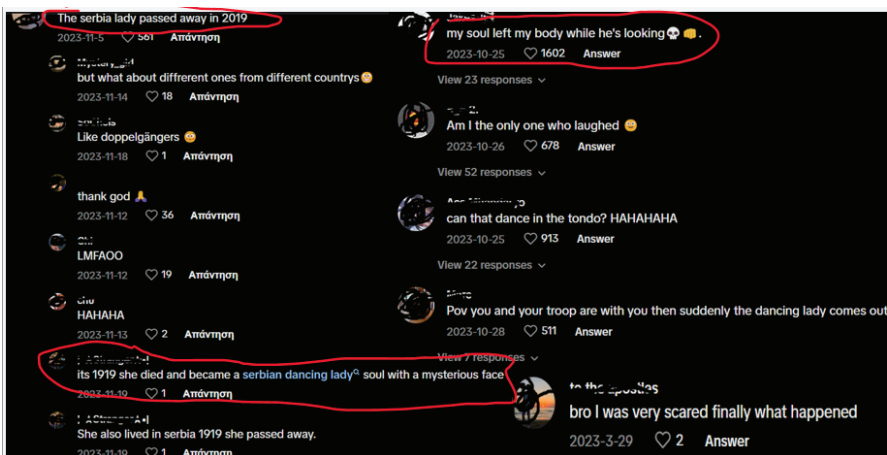 The serbia lady passed away in 2019
2023-11-5 561 Απάντηση
but what about diffrerent ones from different countrys
2023-11-14 18 Απάντηση
Like doppelgängers
2023-11-18 1 Απάντηση
thank god
2023-11-12 36 Απάντηση
LMFAOO
2023-11-12 19 Απάντηση
HAHAHA
2023-11-13 2 Απάντηση
its 1919 she died and became a serbian dancing lady soul with a mysterious face
2023-11-19 1 Απάντηση
She also lived in serbia 1919 she passed away.
2023-11-19 1 Απάντηση
my soul left my body while he's looking .
2023-10-25 1602 Answer
View 23 responses
Am I the only one who laughed
2023-10-26 678 Answer
View 52 responses
can that dance in the tondo? HAHAHAHA
2023-10-25 913 Answer
View 22 responses
Pov you and your troop are with you then suddenly the dancing lady comes out
2023-10-28 511 Answer
View 7 responses
to the apostles
bro I was very scared finally what happened
2023-3-29 2 Answer